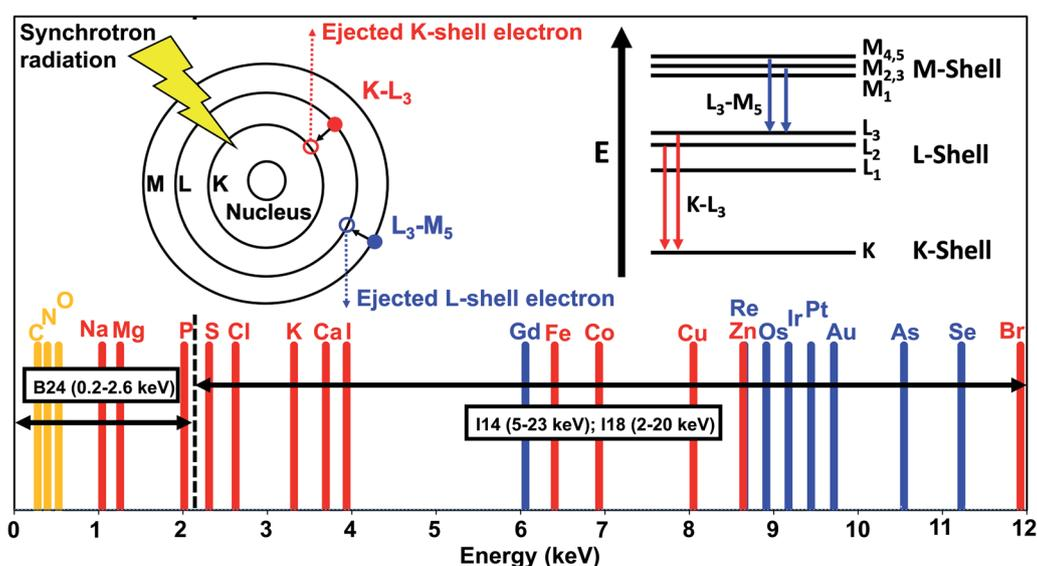 Synchrotron
radiation
Ejected K-shell electron
K-L3
M L K
Nucleus
L3-M5
Ejected L-shell electron
E
M4,5
M2,3
M1
M-Shell
L3-M5
L3
L2
L1
L-Shell
K-L3
K
K-Shell
C N O Na Mg P S Cl K Ca I Gd Fe Co Cu Re Zn Os Ir Pt Au As Se Br
B24 (0.2-2.6 keV)
I14 (5-23 keV); I18 (2-20 keV)
0 1 2 3 4 5 6 7 8 9 10 11 12
Energy (keV)